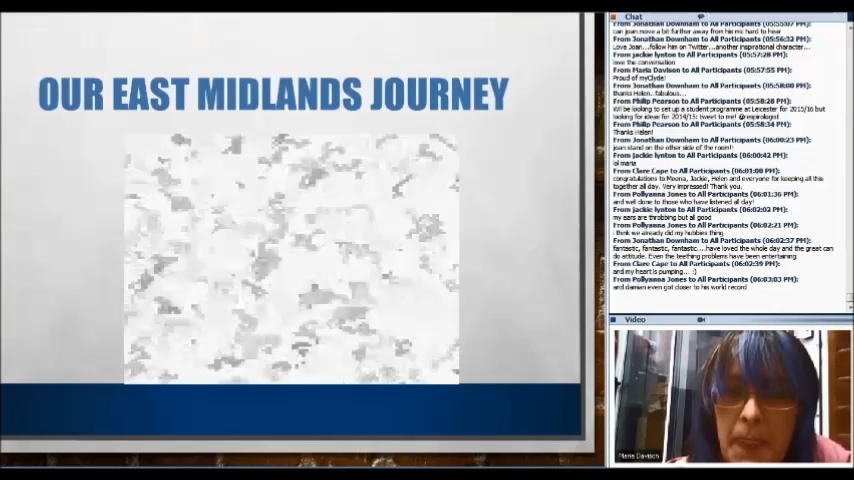 OUR EAST MIDLANDS JOURNEY
Chat
From Jonathan Downham to All Participants (05:55:07 PM):
can joan move a bit further away from his mic hard to hear
From Jonathan Downham to All Participants (05:56:32 PM):
Love Joan...follow him on Twitter...another inspirational character...
From jackie lynton to All Participants (05:57:28 PM):
love the conversation
From Maria Davison to All Participants (05:57:55 PM):
Proud of myClyde!
From Jonathan Downham to All Participants (05:58:00 PM):
thanks Helen..fabulous...
From Philip Pearson to All Participants (05:58:28 PM):
Will be looking to set up a student programme at Leicester for 2015/16 but
looking for ideas for 2014/15: tweet to me! @respirologist
From Philip Pearson to All Participants (05:58:34 PM):
Thanks Helen!
From Jonathan Downham to All Participants (06:00:23 PM):
joan stand on the other side of the room!!
From jackie lynton to All Participants (06:00:42 PM):
lol maria
From Clare Cape to All Participants (06:01:00 PM):
congratulations to Meena, Jackie, Helen and everyone for keeping all this
together all day. Very impressed! Thank you.
From Pollyanna Jones to All Participants (06:01:36 PM):
and well done to those who have listened all day!
From jackie lynton to All Participants (06:02:02 PM):
my ears are throbbing but all good
From Pollyanna Jones to All Participants (06:02:21 PM):
i think we already did my hubbies thing
From Jonathan Downham to All Participants (06:02:37 PM):
fantastic, fantastic, fantastic....have loved the whole day and the great can
do attitude. Even the teething problems have been entertaining
From Clare Cape to All Participants (06:02:39 PM):
and my heart is pumping... :)
From Pollyanna Jones to All Participants (06:03:03 PM):
and damian even got closer to his world record
Video
Maria Davison